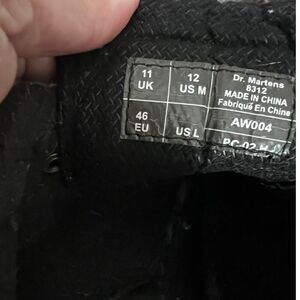 11
UK
12
US M
46
EU
US L
Dr. Martens
8312
MADE IN CHINA
Fabriqué En Chine
AW004